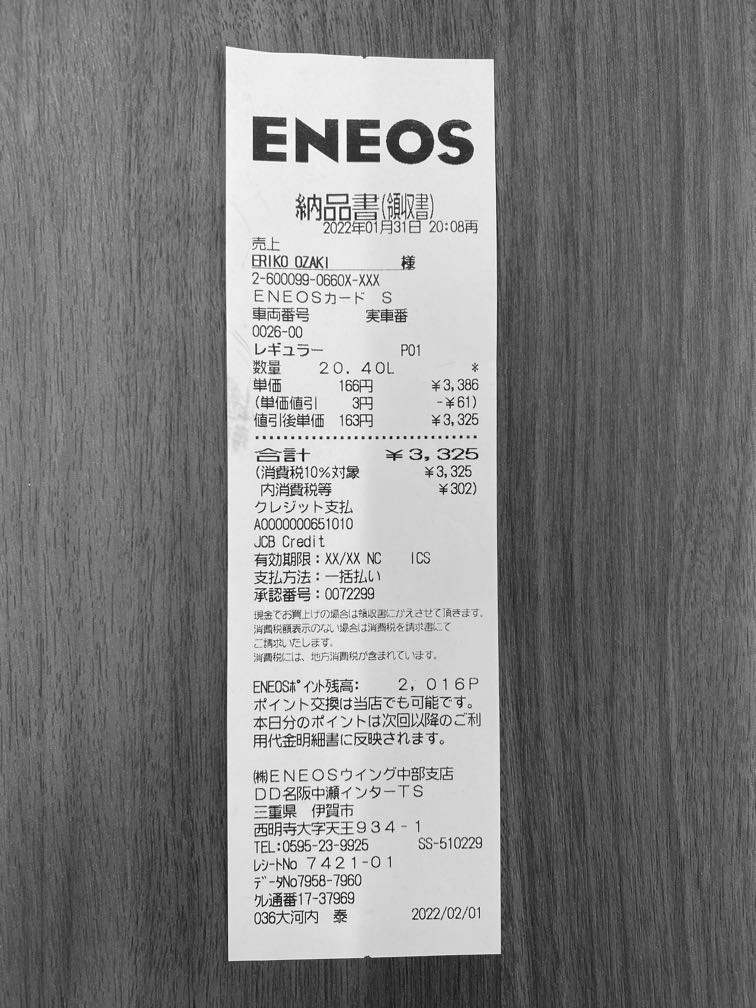 ENEOS
納品書(領収書)
2022年01月31日 20:08再
売上
ERIKO OZAKI 様
2-600099-0660X-XXX
ENEOSカード S
車両番号 実車番
0026-00
レギュラー P01
数量 20.40L *
単価 166円 ¥3,386
(単価値引 3円 -¥61)
値引後単価 163円 ¥3,325
合計 ¥3,325
(消費税10%対象 ¥3,325
内消費税等 ¥302)
クレジット支払
A0000000651010
JCB Credit
有効期限:XX/XX NC ICS
支払方法:一括払い
承認番号:0072299
現金でお買上げの場合は領収書にかえさせて頂きます。
消費税額表示のない場合は消費税を請求書にて
ご請求いたします。
消費税には、地方消費税が含まれています。
ENEOSポイント残高: 2,016P
ポイント交換は当店でも可能です。
本日分のポイントは次回以降のご利
用代金明細書に反映されます。
㈱ENEOSウイング中部支店
DD名阪中瀬インターTS
三重県 伊賀市
西明寺大字天王934-1
TEL:0595-23-9925 SS-510229
レシートNo 7421-01
データNo7958-7960
クレ通番17-37969
036大河内 泰 2022/02/01